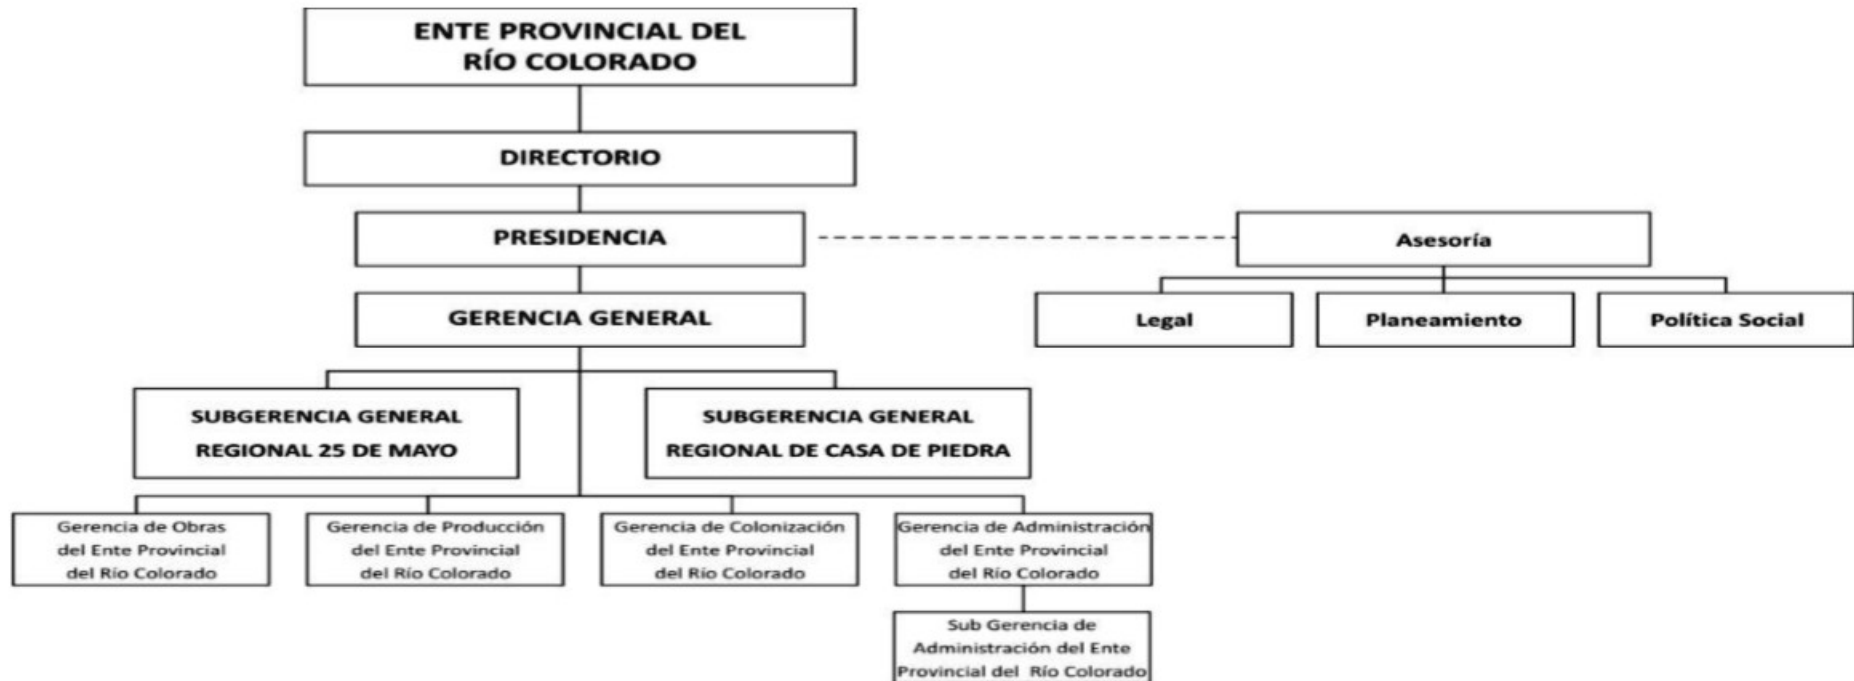 ENTE PROVINCIAL DEL
RÍO COLORADO
DIRECTORIO
PRESIDENCIA
Asesoría
GERENCIA GENERAL
Legal
Planeamiento
Política Social
SUBGERENCIA GENERAL
REGIONAL 25 DE MAYO
SUBGERENCIA GENERAL
REGIONAL DE CASA DE PIEDRA
Gerencia de Obras
del Ente Provincial
del Río Colorado
Gerencia de Producción
del Ente Provincial
del Río Colorado
Gerencia de Colonización
del Ente Provincial
del Río Colorado
Gerencia de Administración
del Ente Provincial
del Río Colorado
Sub Gerencia de
Administración del Ente
Provincial del Río Colorado